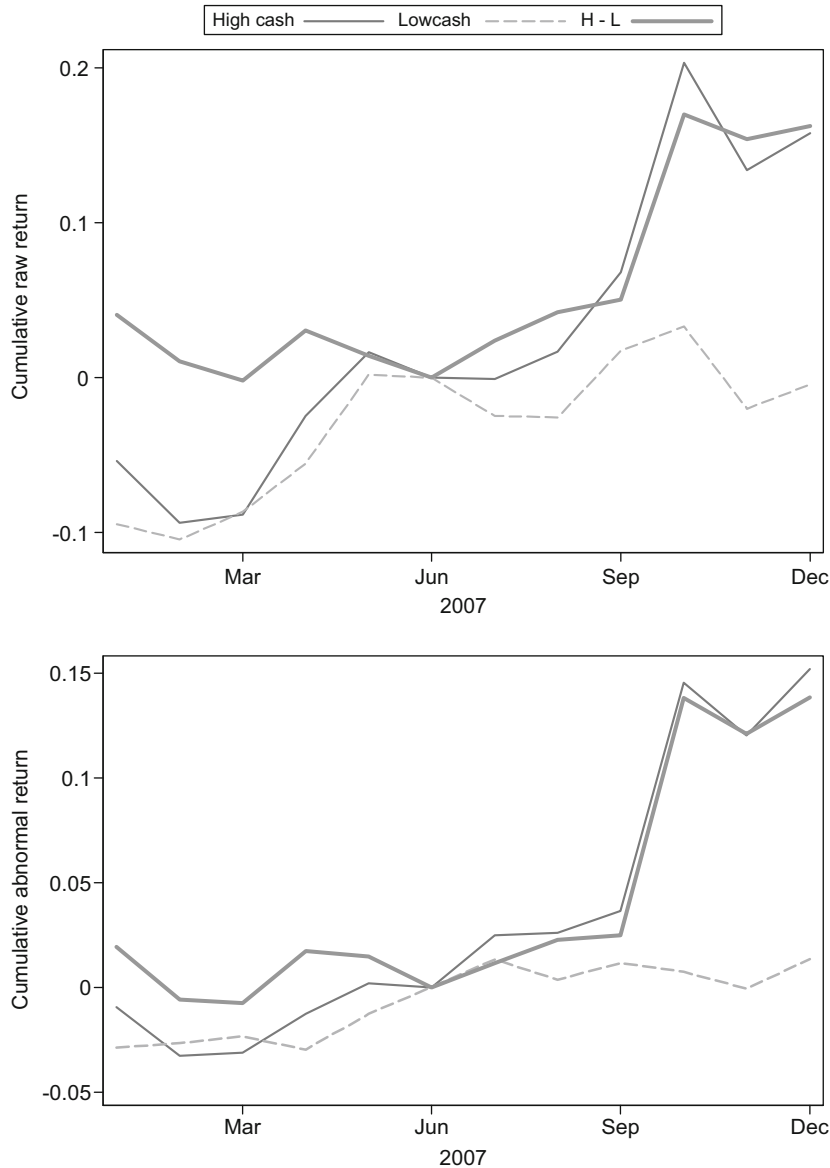 High cash Lowcash H - L
0.2
0.1
0
-0.1
Cumulative raw return
Mar Jun Sep Dec
2007
0.15
0.1
0.05
0
-0.05
Cumulative abnormal return
Mar Jun Sep Dec
2007